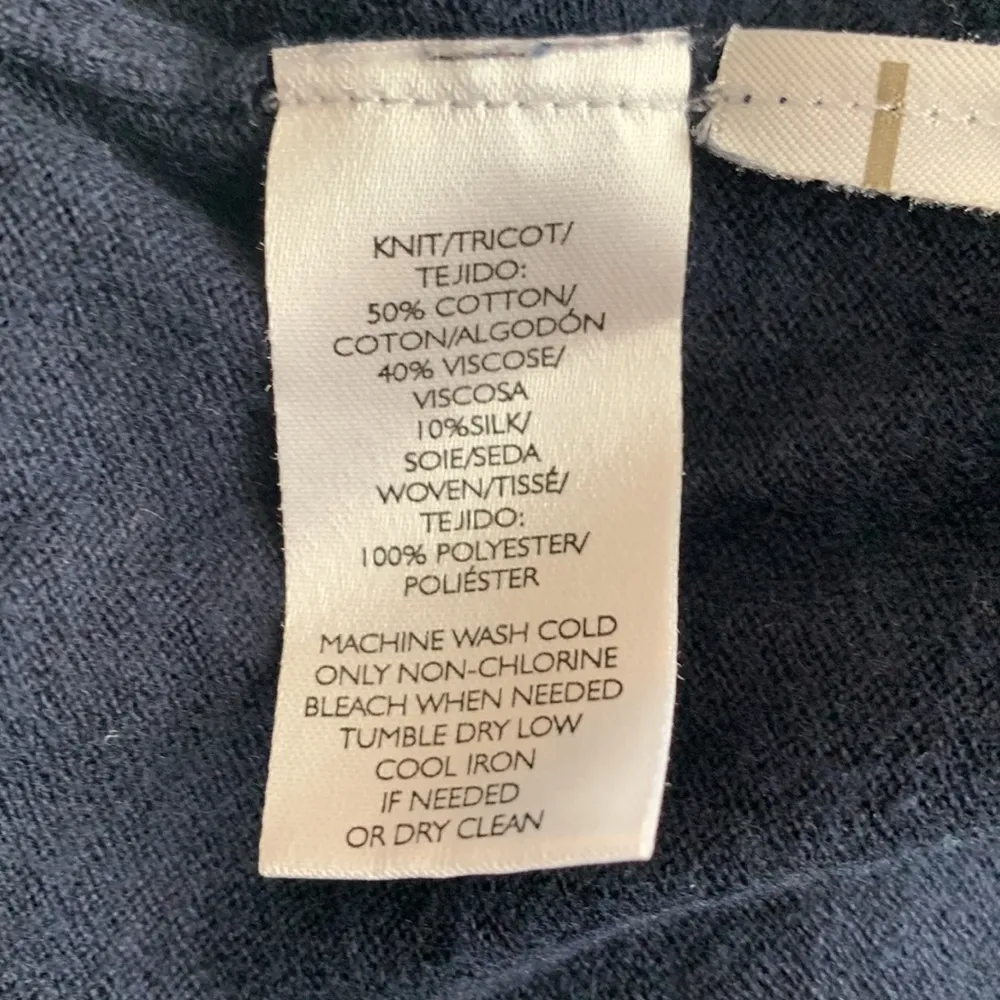 KNIT/TRICOT/
TEJIDO:
50% COTTON/
COTON/ALGODÓN
40% VISCOSE/
VISCOSA
10%SILK/
SOIE/SEDA
WOVEN/TISSÉ/
TEJIDO:
100% POLYESTER/
POLIÉSTER
MACHINE WASH COLD
ONLY NON-CHLORINE
BLEACH WHEN NEEDED
TUMBLE DRY LOW
COOL IRON
IF NEEDED
OR DRY CLEAN